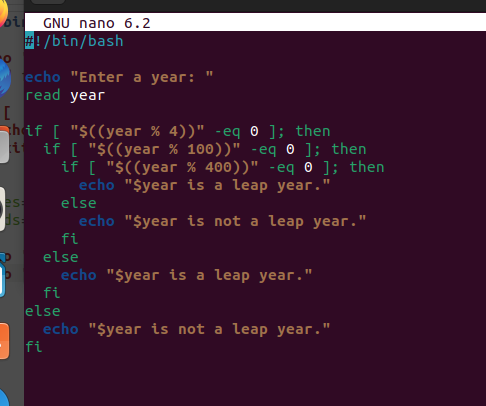 GNU nano 6.2
#!/bin/bash
echo "Enter a year: "
read year
if [ "$((year % 4))" -eq 0 ]; then
if [ "$((year % 100))" -eq 0 ]; then
if [ "$((year % 400))" -eq 0 ]; then
echo "$year is a leap year."
else
echo "$year is not a leap year."
fi
else
echo "$year is a leap year."
fi
else
echo "$year is not a leap year."
fi